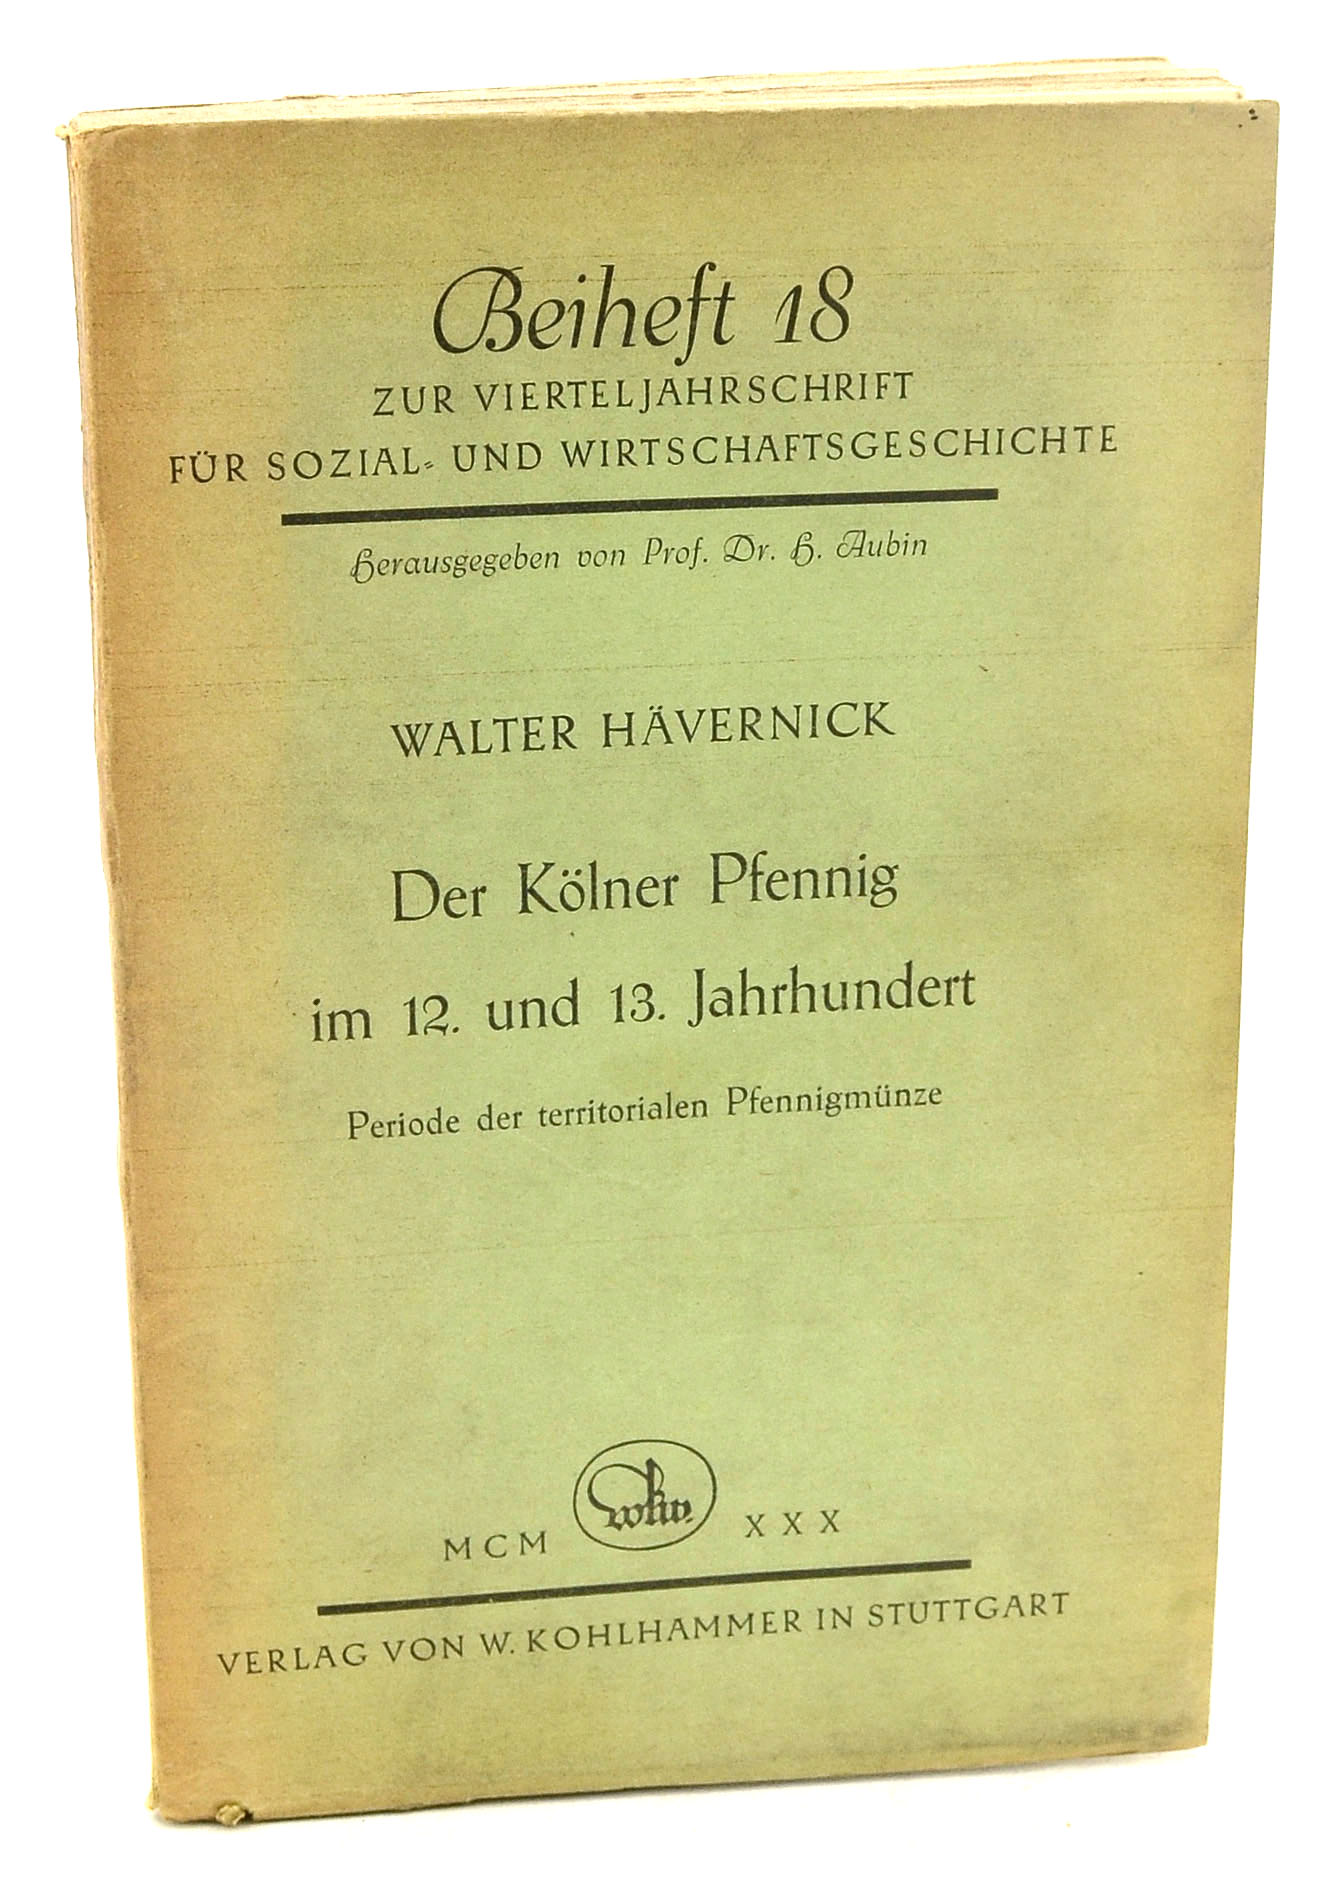 Beiheft 18
ZUR VIERTELJAHRSCHRIFT
FÜR SOZIAL- UND WIRTSCHAFTSGESCHICHTE
Herausgegeben von Prof. Dr. H. Aubin
WALTER HÄVERNICK
Der Kölner Pfennig
im 12. und 13. Jahrhundert
Periode der territorialen Pfennigmünze
MCM wkv. XXX
VERLAG VON W. KOHLHAMMER IN STUTTGART